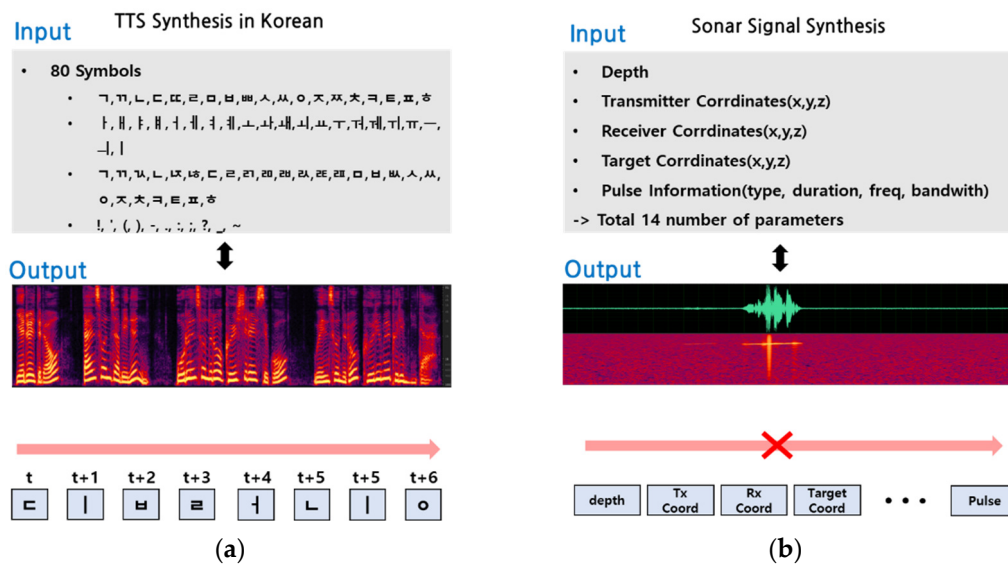 TTS Synthesis in Korean
Input
• 80 Symbols
• ㄱ,ㄲ,ㄴ,ㄷ,ㄸ,ㄹ,ㅁ,ㅂ,ㅃ,ㅅ,ㅆ,ㅇ,ㅈ,ㅉ,ㅊ,ㅋ,ㅌ,ㅍ,ㅎ
• ㅏ,ㅐ,ㅑ,ㅒ,ㅓ,ㅔ,ㅕ,ㅖ,ㅗ,ㅘ,ㅙ,ㅚ,ㅛ,ㅜ,ㅝ,ㅞ,ㅟ,ㅠ,ㅡ,
ㅢ,ㅣ
• ㄱ,ㄲ,ㄳ,ㄴ,ㄵ,ㄶ,ㄷ,ㄹ,ㄺ,ㄻ,ㄼ,ㄽ,ㄾ,ㄿ,ㅁ,ㅂ,ㅄ,ㅅ,ㅆ,
ㅇ,ㅈ,ㅊ,ㅋ,ㅌ,ㅍ,ㅎ
• !, ', (, ), -, ., :, ;, ?, _, ~
Output
t t+1 t+2 t+3 t+4 t+5 t+5 t+6
ㄷ ㅣ ㅂ ㄹ ㅓ ㄴ ㅣ ㅇ
(a)
Sonar Signal Synthesis
Input
• Depth
• Transmitter Corrdinates(x,y,z)
• Receiver Corrdinates(x,y,z)
• Target Corrdinates(x,y,z)
• Pulse Information(type, duration, freq, bandwith)
-> Total 14 number of parameters
Output
depth Tx Coord Rx Coord Target Coord • • • Pulse
(b)